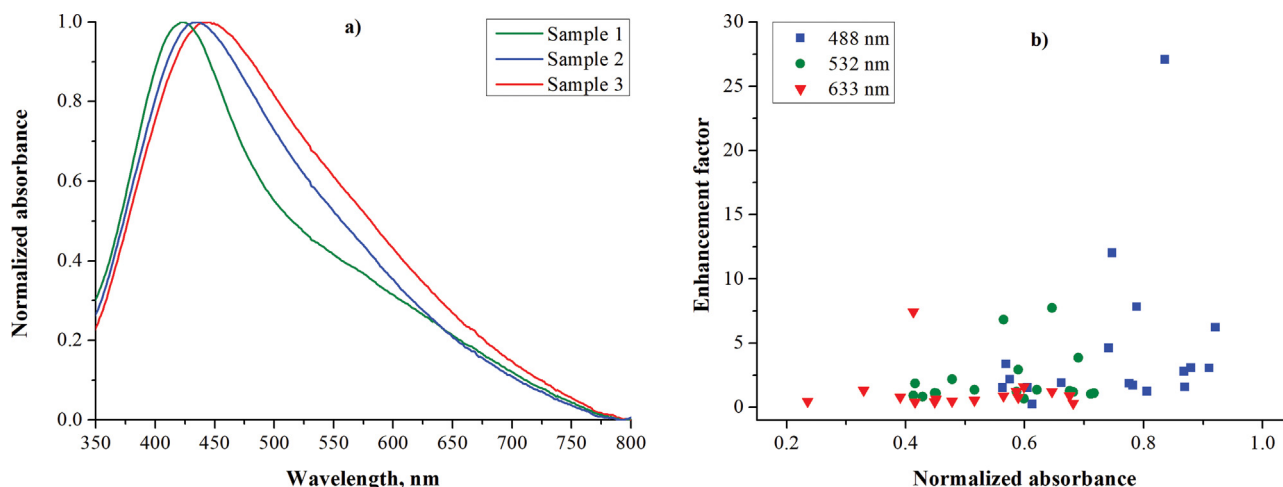 a)
Sample 1
Sample 2
Sample 3
Normalized absorbance
1.0
0.8
0.6
0.4
0.2
0.0
350 400 450 500 550 600 650 700 750 800
Wavelength, nm
b)
488 nm
532 nm
633 nm
Enhancement factor
30
25
20
15
10
5
0
0.2 0.4 0.6 0.8 1.0
Normalized absorbance